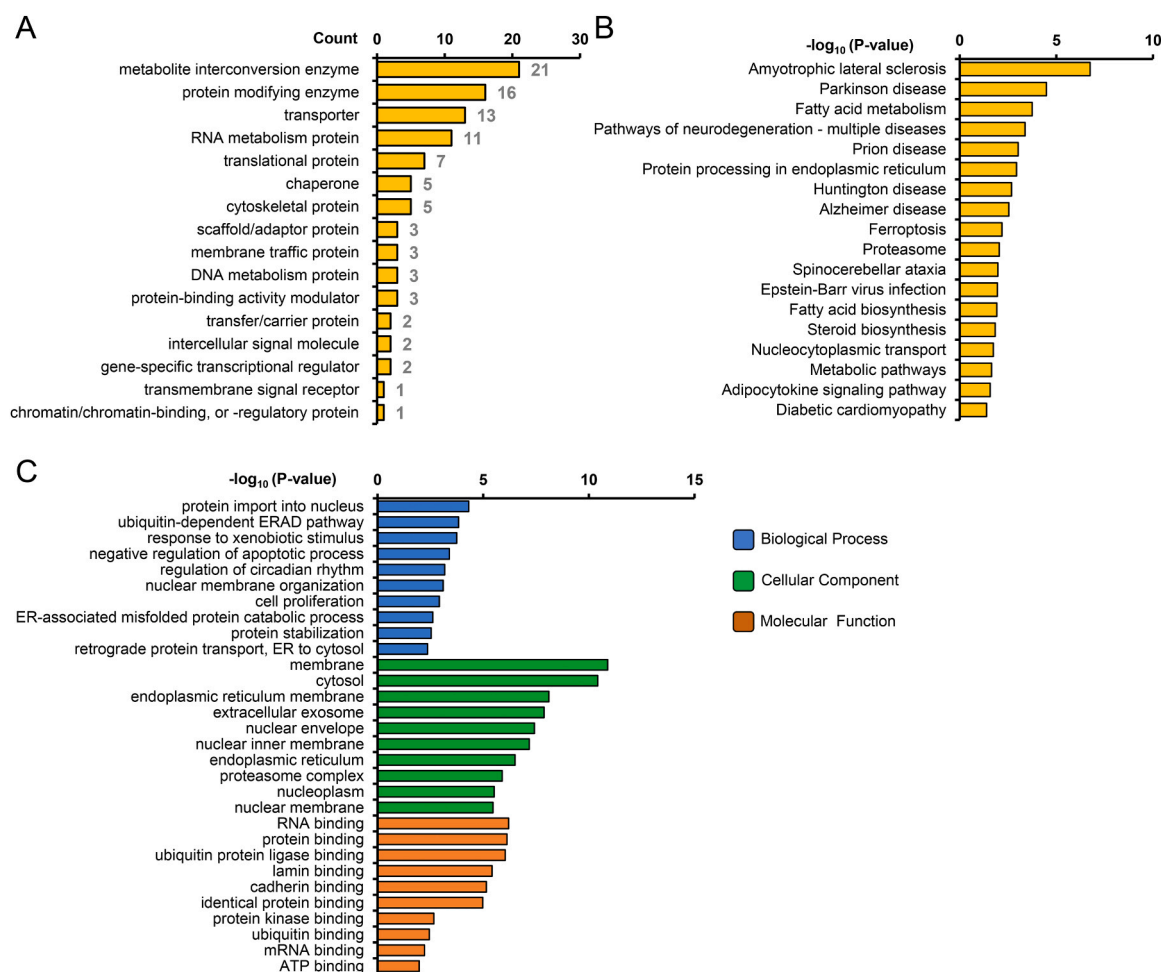 A
Count
0 10 20 30
metabolite interconversion enzyme 21
protein modifying enzyme 16
transporter 13
RNA metabolism protein 11
translational protein 7
chaperone 5
cytoskeletal protein 5
scaffold/adaptor protein 3
membrane traffic protein 3
DNA metabolism protein 3
protein-binding activity modulator 3
transfer/carrier protein 2
intercellular signal molecule 2
gene-specific transcriptional regulator 2
transmembrane signal receptor 1
chromatin/chromatin-binding, or -regulatory protein 1
B
-log10 (P-value)
0 5 10
Amyotrophic lateral sclerosis
Parkinson disease
Fatty acid metabolism
Pathways of neurodegeneration - multiple diseases
Prion disease
Protein processing in endoplasmic reticulum
Huntington disease
Alzheimer disease
Ferroptosis
Proteasome
Spinocerebellar ataxia
Epstein-Barr virus infection
Fatty acid biosynthesis
Steroid biosynthesis
Nucleocytoplasmic transport
Metabolic pathways
Adipocytokine signaling pathway
Diabetic cardiomyopathy
C
-log10 (P-value)
0 5 10 15
protein import into nucleus
ubiquitin-dependent ERAD pathway
response to xenobiotic stimulus
negative regulation of apoptotic process
regulation of circadian rhythm
nuclear membrane organization
cell proliferation
ER-associated misfolded protein catabolic process
protein stabilization
retrograde protein transport, ER to cytosol
membrane
cytosol
endoplasmic reticulum membrane
extracellular exosome
nuclear envelope
nuclear inner membrane
endoplasmic reticulum
proteasome complex
nucleoplasm
nuclear membrane
RNA binding
protein binding
ubiquitin protein ligase binding
lamin binding
cadherin binding
identical protein binding
protein kinase binding
ubiquitin binding
mRNA binding
ATP binding
Biological Process
Cellular Component
Molecular Function